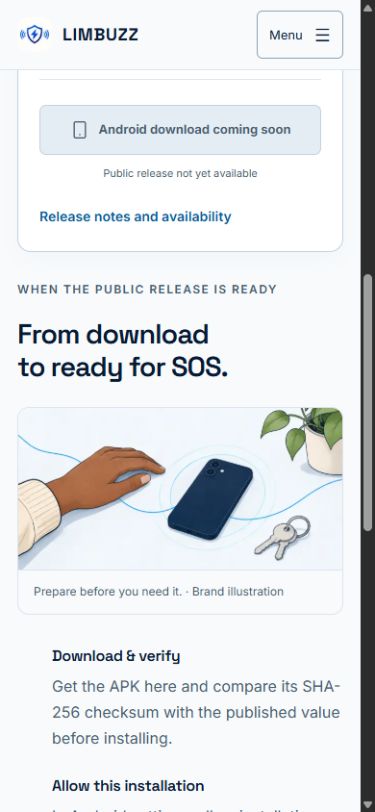 LIMBUZZ
Menu
Android download coming soon
Public release not yet available
Release notes and availability
WHEN THE PUBLIC RELEASE IS READY
From download
to ready for SOS.
Prepare before you need it. · Brand illustration
Download & verify
Get the APK here and compare its SHA-
256 checksum with the published value
before installing.
Allow this installation